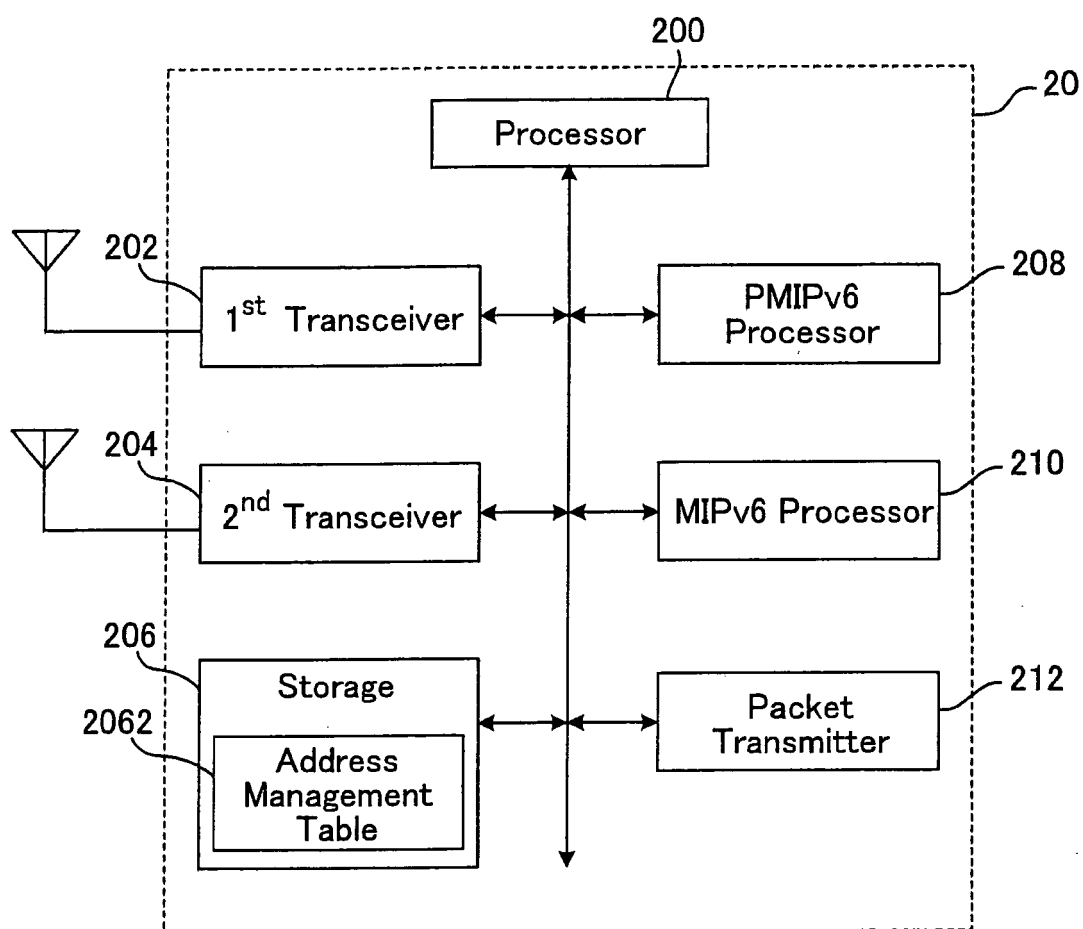 200
20
Processor
202
1st Transceiver
208
PMIPv6
Processor
204
2nd Transceiver
210
MIPv6 Processor
206
Storage
2062
Address
Management
Table
212
Packet
Transmitter